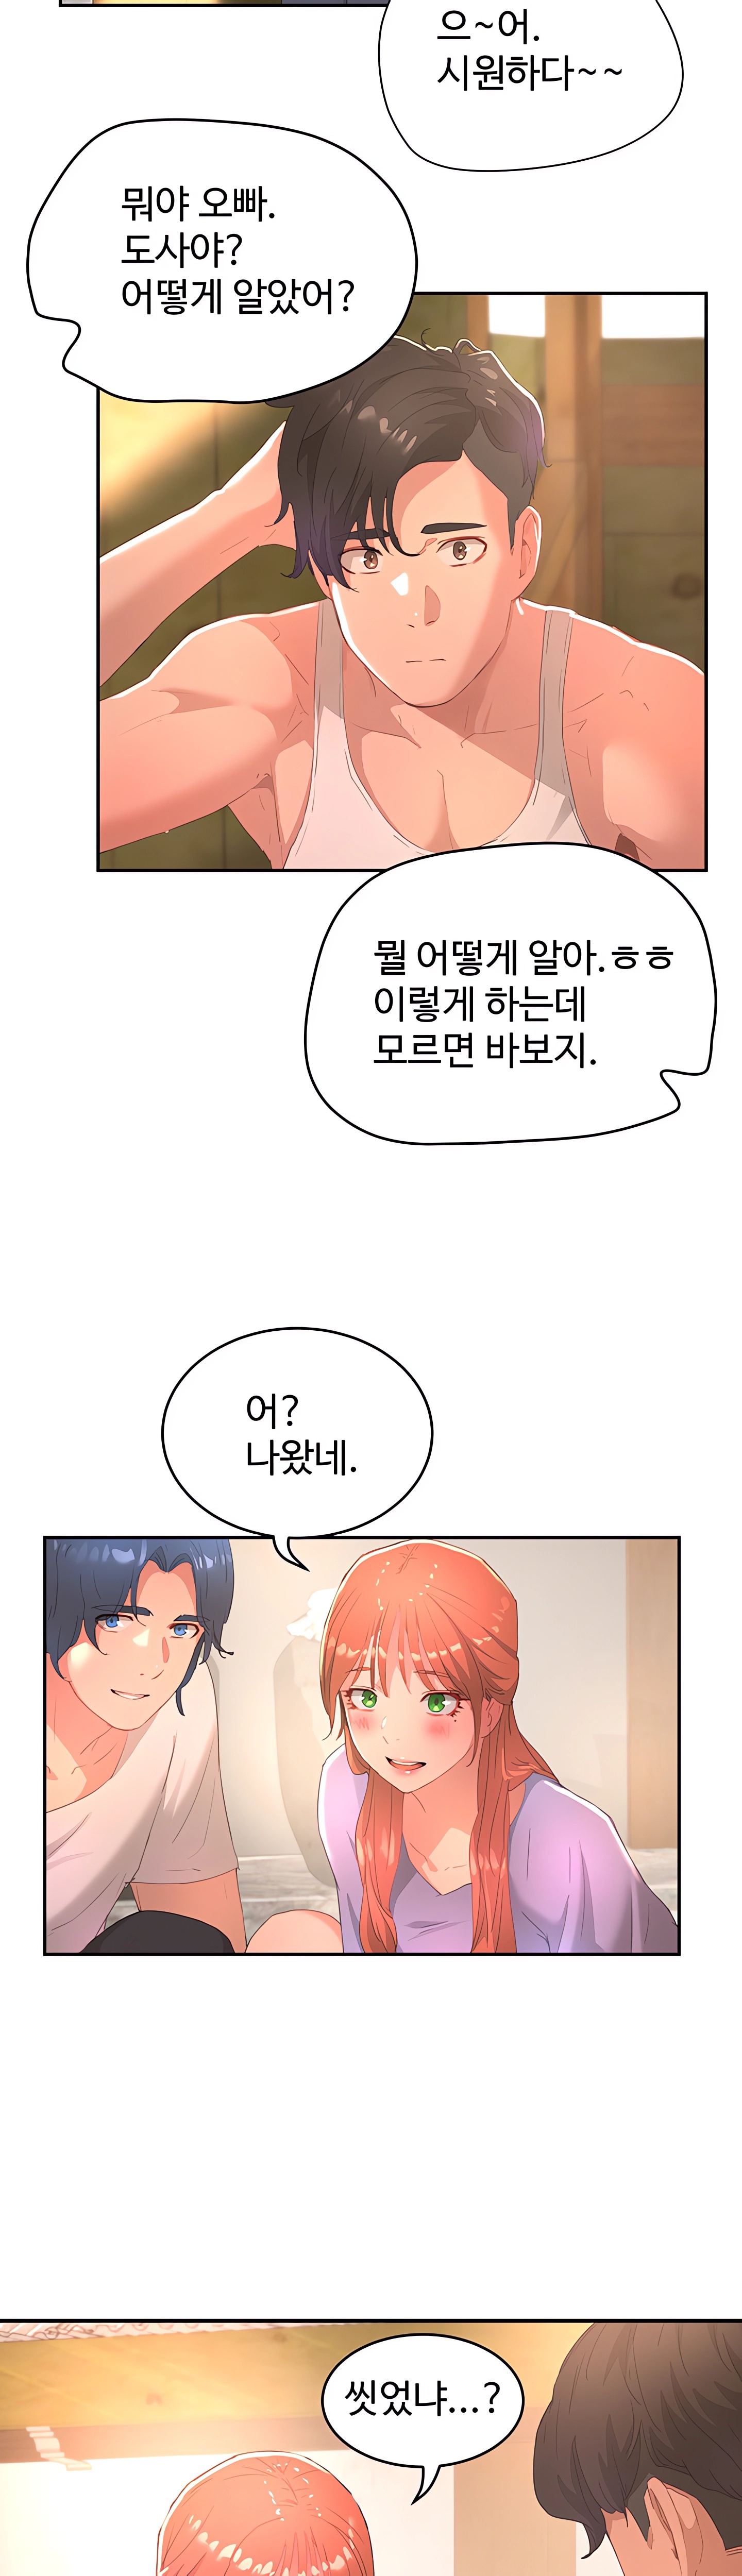 으~어.
시원하다~~
뭐야 오빠.
도사야?
어떻게 알았어?
뭘 어떻게 알아.ㅎㅎ
이렇게 하는데
모르면 바보지.
어?
나왔네.
씻었냐...?